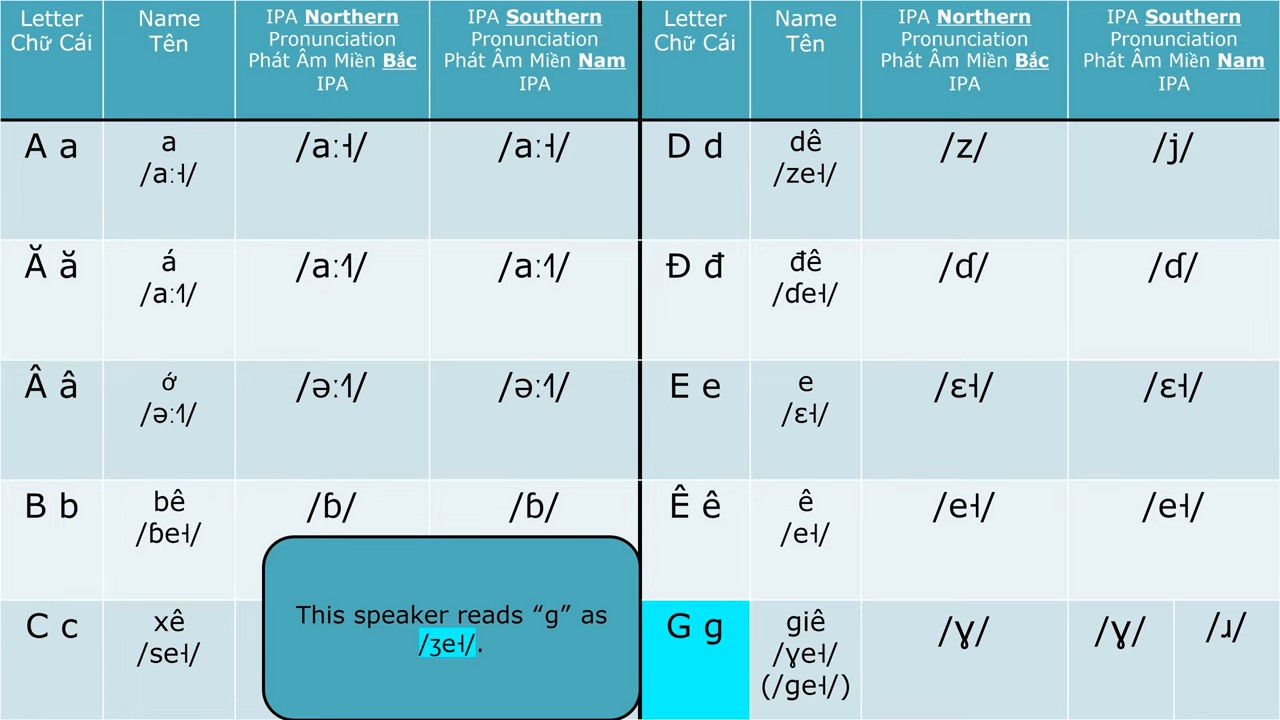 Letter
Chữ Cái
Name
Tên
IPA Northern
Pronunciation
Phát Âm Miền Bắc
IPA
IPA Southern
Pronunciation
Phát Âm Miền Nam
IPA
Letter
Chữ Cái
Name
Tên
IPA Northern
Pronunciation
Phát Âm Miền Bắc
IPA
IPA Southern
Pronunciation
Phát Âm Miền Nam
IPA
A a
a
/aː˧/
/aː˧/
/aː˧/
D d
dê
/ze˧/
/z/
/j/
Ă ă
á
/aː˧˥/
/aː˧˥/
/aː˧˥/
Đ đ
đê
/ɗe˧/
/ɗ/
/ɗ/
Â â
ớ
/əː˧˥/
/əː˧˥/
/əː˧˥/
E e
e
/ɛ˧/
/ɛ˧/
/ɛ˧/
B b
bê
/ɓe˧/
/ɓ/
/ɓ/
Ê ê
ê
/e˧/
/e˧/
/e˧/
C c
xê
/se˧/
This speaker reads “g” as
/ʒe˧/.
G g
giê
/ɣe˧/
(/ɡe˧/)
/ɣ/
/ɣ/
/ɹ/